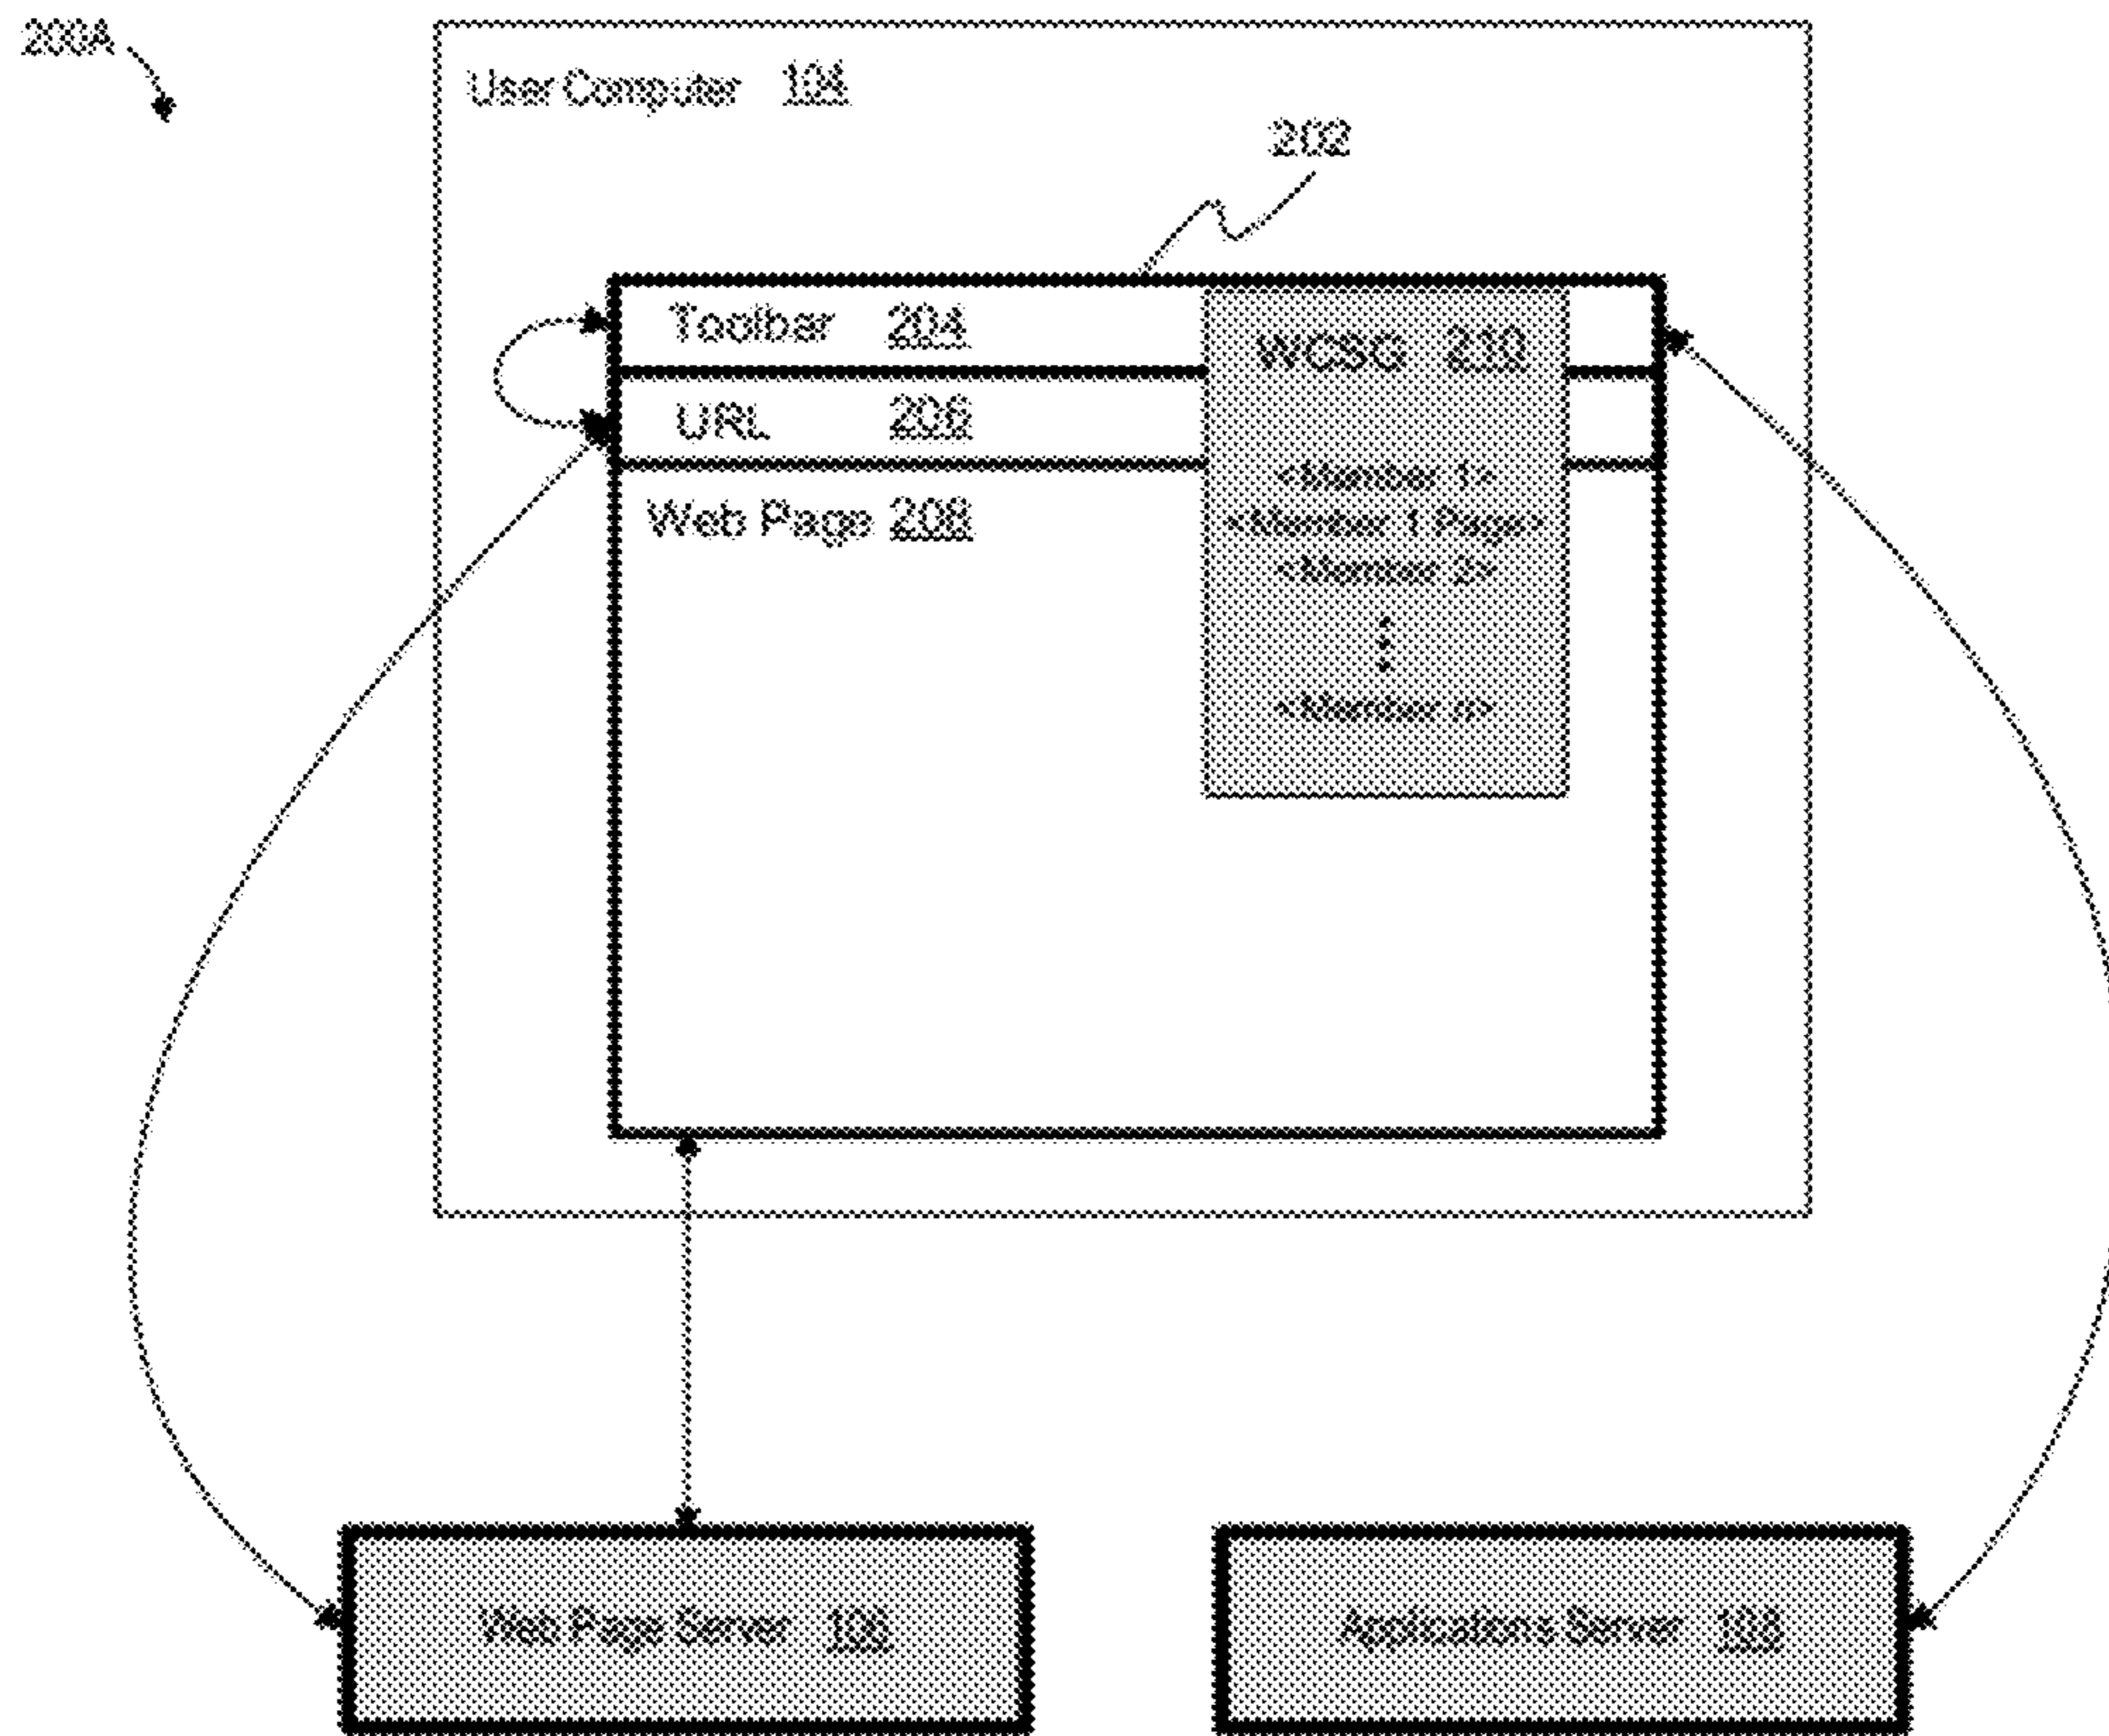 200A
User Computer 104
202
Toolbar 204
WCSG 210
URL 206
<Member 1>
Web Page 208
<Member 1 Page>
<Member 2>
<Member n>
Web Page Server 106
Applications Server 108